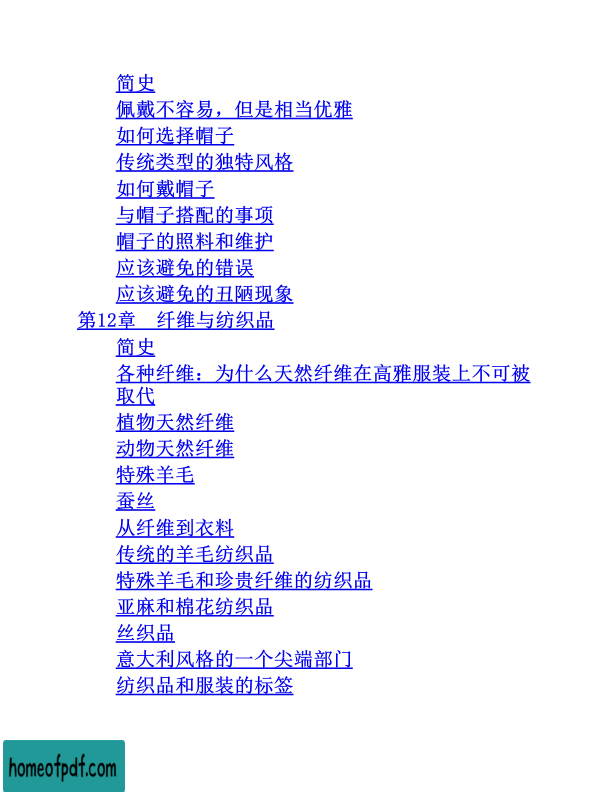 简史
佩戴不容易，但是相当优雅
如何选择帽子
传统类型的独特风格
如何戴帽子
与帽子搭配的事项
帽子的照料和维护
应该避免的错误
应该避免的丑陋现象
第12章　纤维与纺织品
简史
各种纤维：为什么天然纤维在高雅服装上不可被
取代
植物天然纤维
动物天然纤维
特殊羊毛
蚕丝
从纤维到衣料
传统的羊毛纺织品
特殊羊毛和珍贵纤维的纺织品
亚麻和棉花纺织品
丝织品
意大利风格的一个尖端部门
纺织品和服装的标签
homeofpdf.com